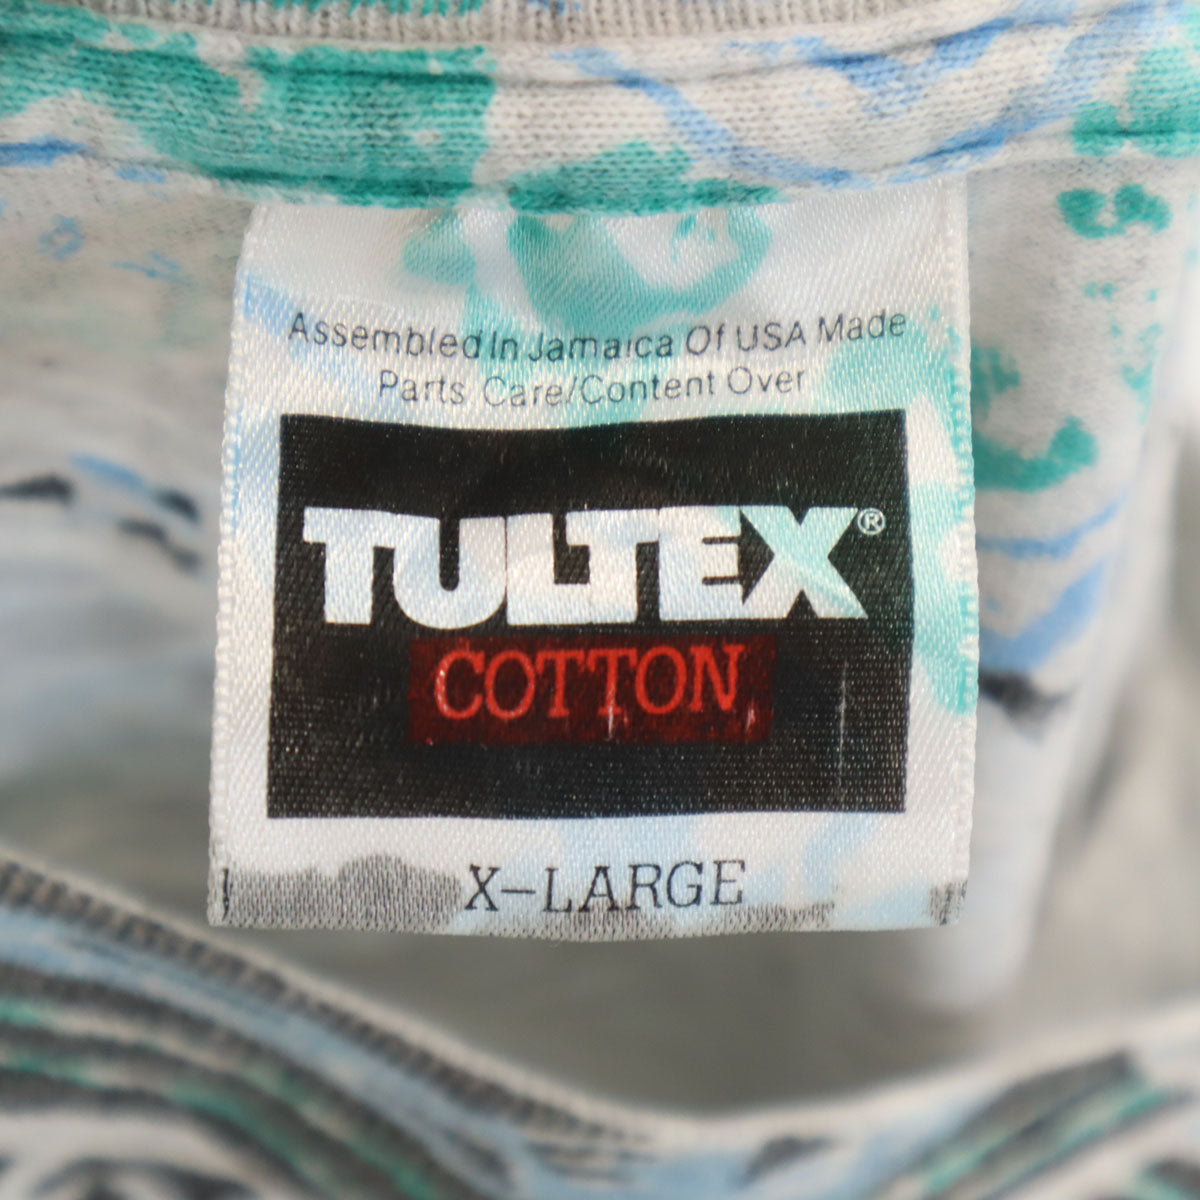 Assembled In Jamaica Of USA Made
Parts Care/Content Over
TULTEX®
COTTON
X-LARGE